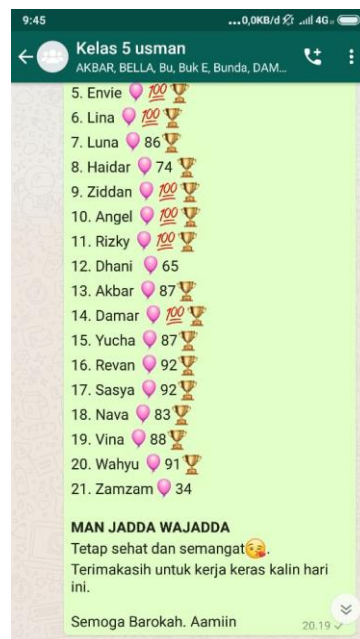 9:45
...0,0KB/d 4G
Kelas 5 usman
AKBAR, BELLA, Bu, Buk E, Bunda, DAM...
5. Envie 🎈 💯🏆
6. Lina 🎈 💯🏆
7. Luna 🎈 86🏆
8. Haidar 🎈 74 🏆
9. Ziddan 🎈 💯🏆
10. Angel 🎈 💯🏆
11. Rizky 🎈 💯🏆
12. Dhani 🎈 65
13. Akbar 🎈 87🏆
14. Damar 🎈 💯🏆
15. Yucha 🎈 87🏆
16. Revan 🎈 92🏆
17. Sasya 🎈 92🏆
18. Nava 🎈 83🏆
19. Vina 🎈 88🏆
20. Wahyu 🎈 91🏆
21. Zamzam🎈 34
MAN JADDA WAJADDA
Tetap sehat dan semangat😘.
Terimakasih untuk kerja keras kalin hari
ini.
Semoga Barokah. Aamiin
20.19